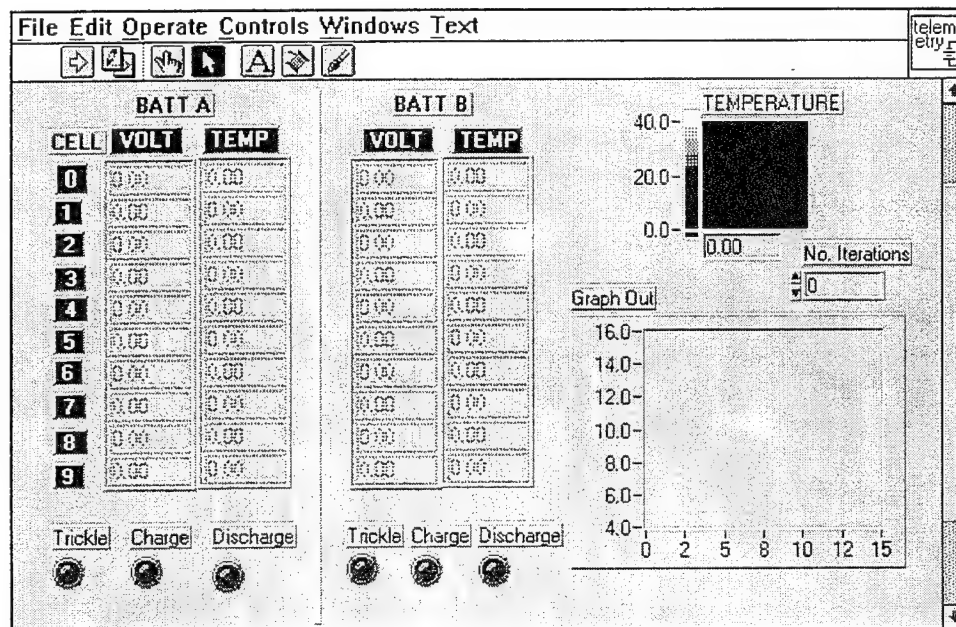 File Edit Operate Controls Windows Text
telem
etry
A
BATT A
BATT B
TEMPERATURE
CELL VOLT TEMP
VOLT TEMP
40.0
20.0
0.0
0.00
No. Iterations
0
0 0.00 0.00 0.00 0.00
1 0.00 0.00 0.00 0.00
2 0.00 0.00 0.00 0.00
3 0.00 0.00 0.00 0.00
4 0.00 0.00 0.00 0.00
5 0.00 0.00 0.00 0.00
6 0.00 0.00 0.00 0.00
7 0.00 0.00 0.00 0.00
8 0.00 0.00 0.00 0.00
9 0.00 0.00 0.00 0.00
Graph Out
16.0
14.0
12.0
10.0
8.0
6.0
4.0
0 2 5 8 10 12 15
Trickle Charge Discharge
Trickle Charge Discharge